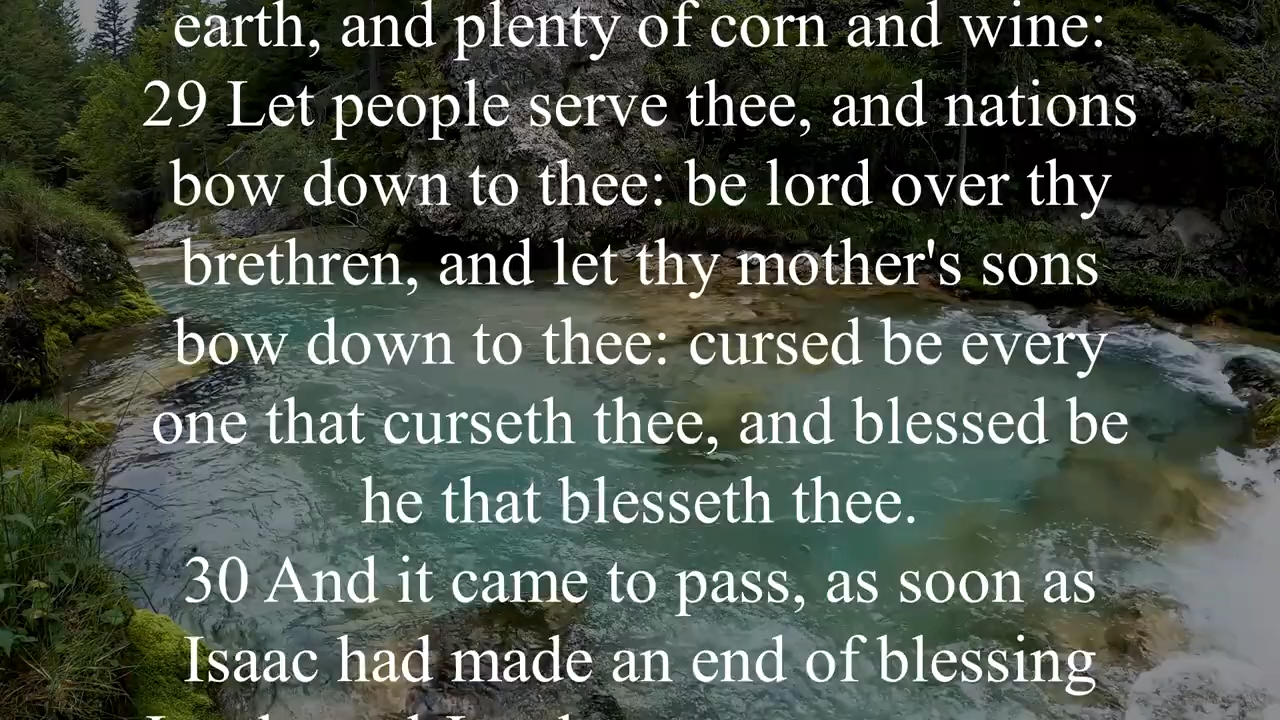 earth, and plenty of corn and wine:
29 Let people serve thee, and nations
bow down to thee: be lord over thy
brethren, and let thy mother's sons
bow down to thee: cursed be every
one that curseth thee, and blessed be
he that blesseth thee.
30 And it came to pass, as soon as
Isaac had made an end of blessing